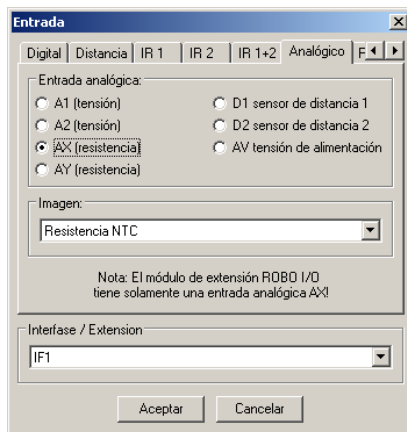 Entrada
Digital Distancia IR 1 IR 2 IR 1+2 Analógico
Entrada analógica:
A1 (tensión) D1 sensor de distancia 1
A2 (tensión) D2 sensor de distancia 2
AX (resistencia) AV tensión de alimentación
AY (resistencia)
Imagen:
Resistencia NTC
Nota: El módulo de extensión ROBO I/O
tiene solamente una entrada analógica AX!
Interfase / Extension
IF1
Aceptar Cancelar